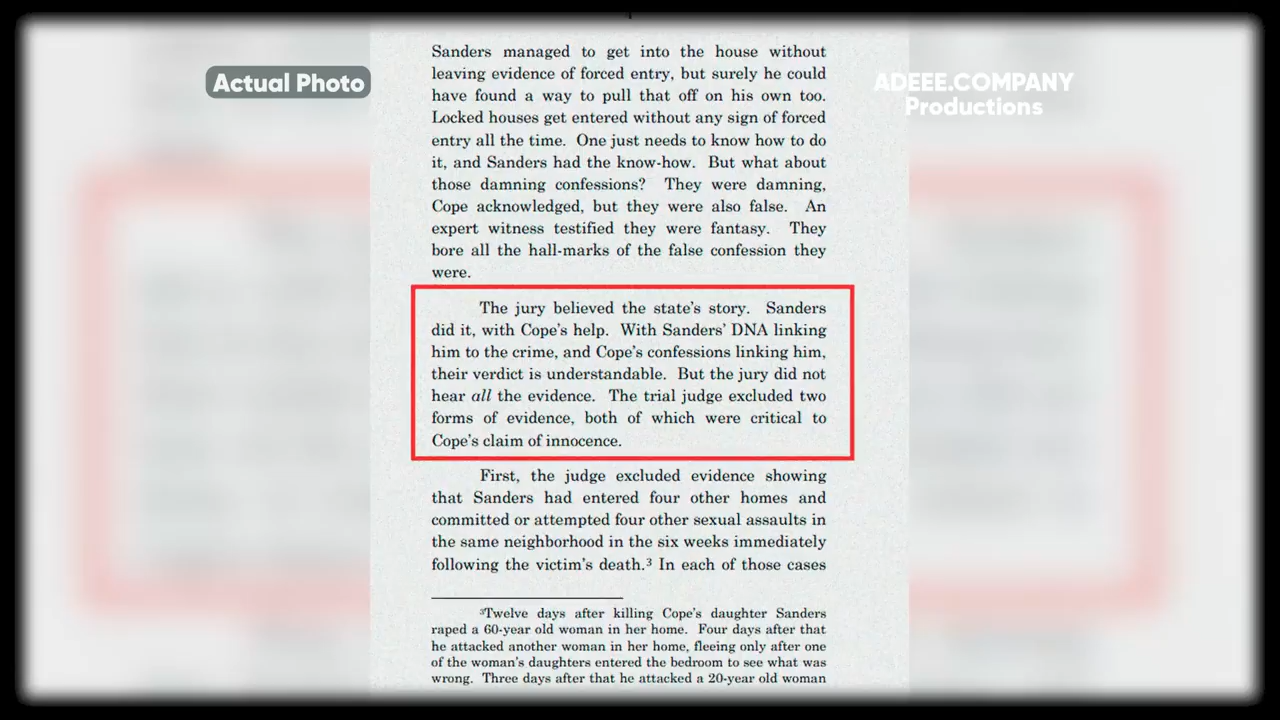 Actual Photo
ADEEE.COMPANY
Productions
Sanders managed to get into the house without
leaving evidence of forced entry, but surely he could
have found a way to pull that off on his own too.
Locked houses get entered without any sign of forced
entry all the time. One just needs to know how to do
it, and Sanders had the know-how. But what about
those damning confessions? They were damning,
Cope acknowledged, but they were also false. An
expert witness testified they were fantasy. They
bore all the hall-marks of the false confession they
were.
The jury believed the state's story. Sanders
did it, with Cope's help. With Sanders' DNA linking
him to the crime, and Cope's confessions linking him,
their verdict is understandable. But the jury did not
hear all the evidence. The trial judge excluded two
forms of evidence, both of which were critical to
Cope's claim of innocence.
First, the judge excluded evidence showing
that Sanders had entered four other homes and
committed or attempted four other sexual assaults in
the same neighborhood in the six weeks immediately
following the victim's death.³ In each of those cases
³Twelve days after killing Cope's daughter Sanders
raped a 60-year old woman in her home. Four days after that
he attacked another woman in her home, fleeing only after one
of the woman's daughters entered the bedroom to see what was
wrong. Three days after that he attacked a 20-year old woman